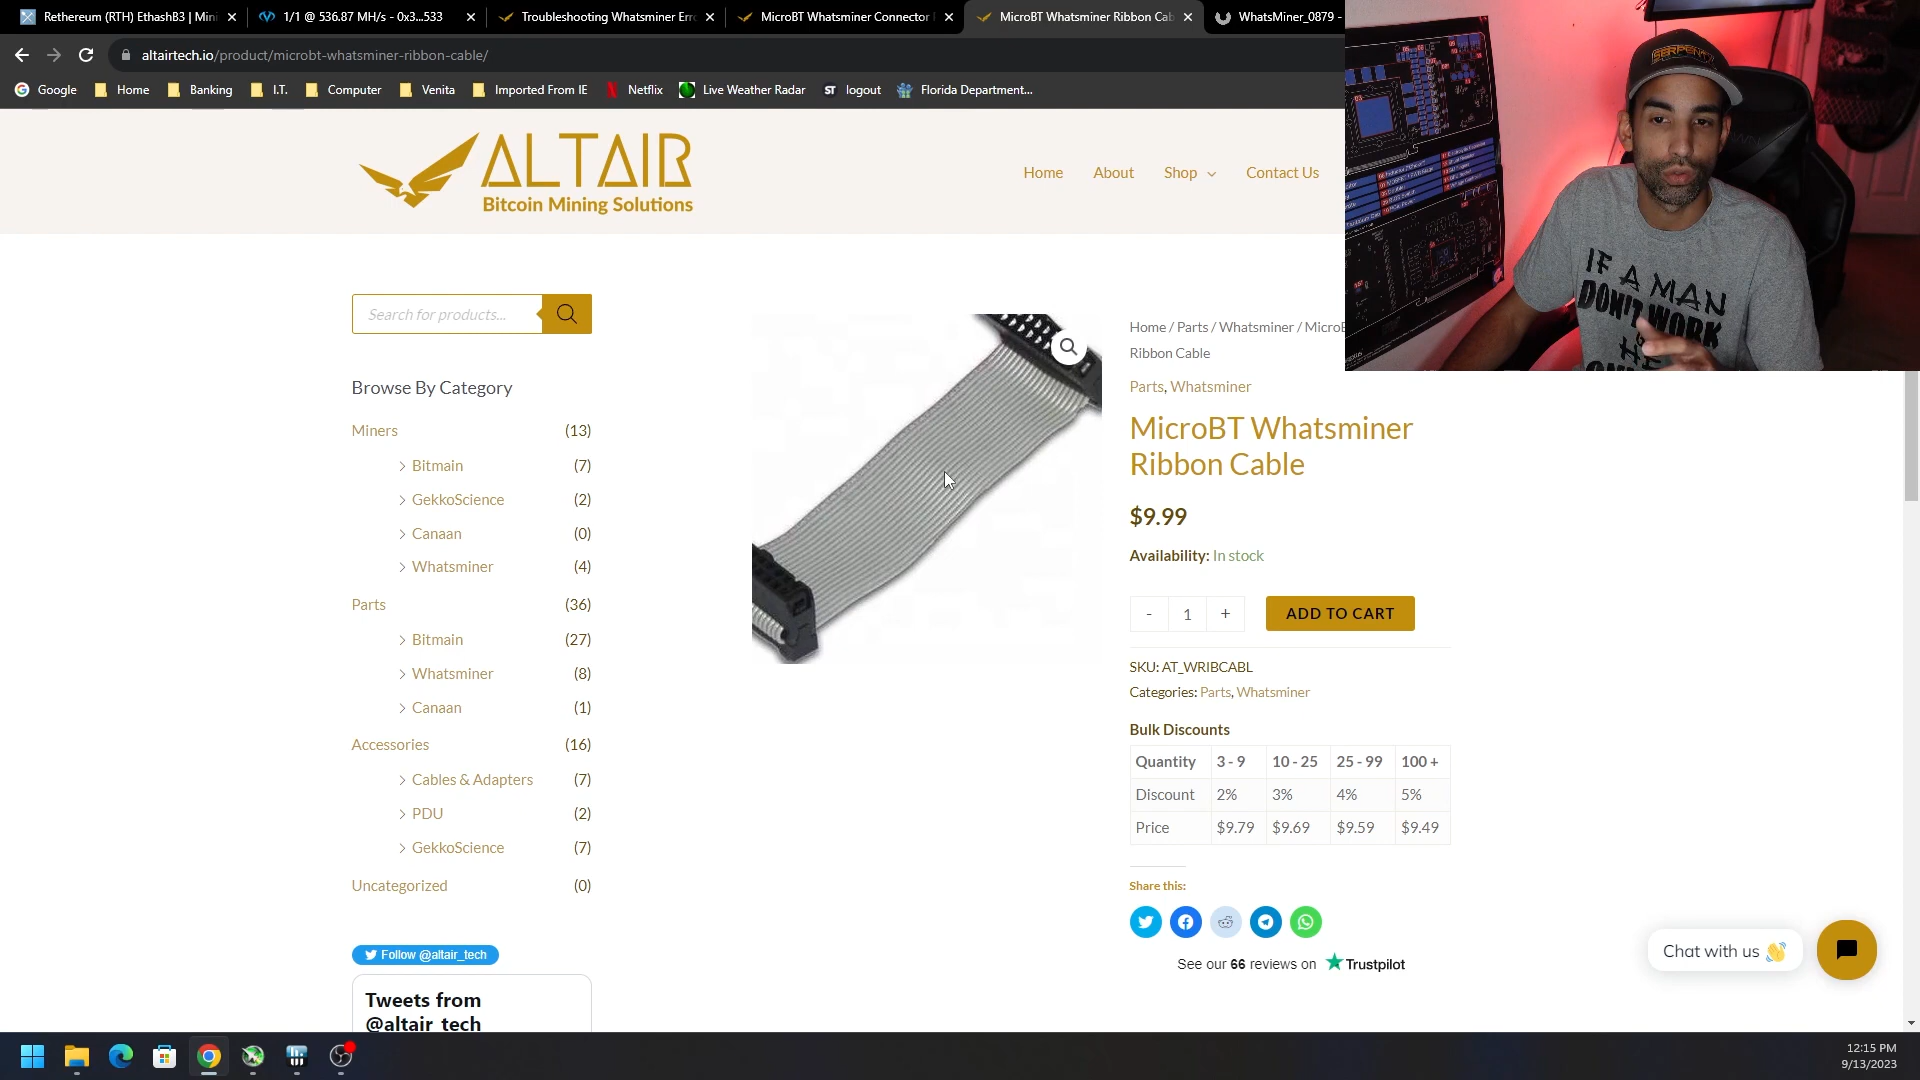 Rethereum (RTH) EthashB3 | Mini
1/1 @ 536.87 MH/s - 0x3...533
Troubleshooting Whatsminer Erro
MicroBT Whatsminer Connector
MicroBT Whatsminer Ribbon Cab
WhatsMiner_0879 -
altairtech.io/product/microbt-whatsminer-ribbon-cable/
Google
Home
Banking
I.T.
Computer
Venita
Imported From IE
Netflix
Live Weather Radar
ST
logout
Florida Department...
ALTAIR
Bitcoin Mining Solutions
Home
About
Shop
Contact Us
SERPENT
IF A MAN
DON'T WORK
HE
Search for products...
Browse By Category
Miners (13)
Bitmain (7)
GekkoScience (2)
Canaan (0)
Whatsminer (4)
Parts (36)
Bitmain (27)
Whatsminer (8)
Canaan (1)
Accessories (16)
Cables & Adapters (7)
PDU (2)
GekkoScience (7)
Uncategorized (0)
Follow @altair_tech
Tweets from
@altair_tech
Home / Parts / Whatsminer / MicroB
Ribbon Cable
Parts, Whatsminer
MicroBT Whatsminer
Ribbon Cable
$9.99
Availability: In stock
- 1 +
ADD TO CART
SKU: AT_WRIBCABL
Categories: Parts, Whatsminer
Bulk Discounts
Quantity 3 - 9 10 - 25 25 - 99 100 +
Discount 2% 3% 4% 5%
Price $9.79 $9.69 $9.59 $9.49
Share this:
See our 66 reviews on Trustpilot
Chat with us 👋
12:15 PM
9/13/2023